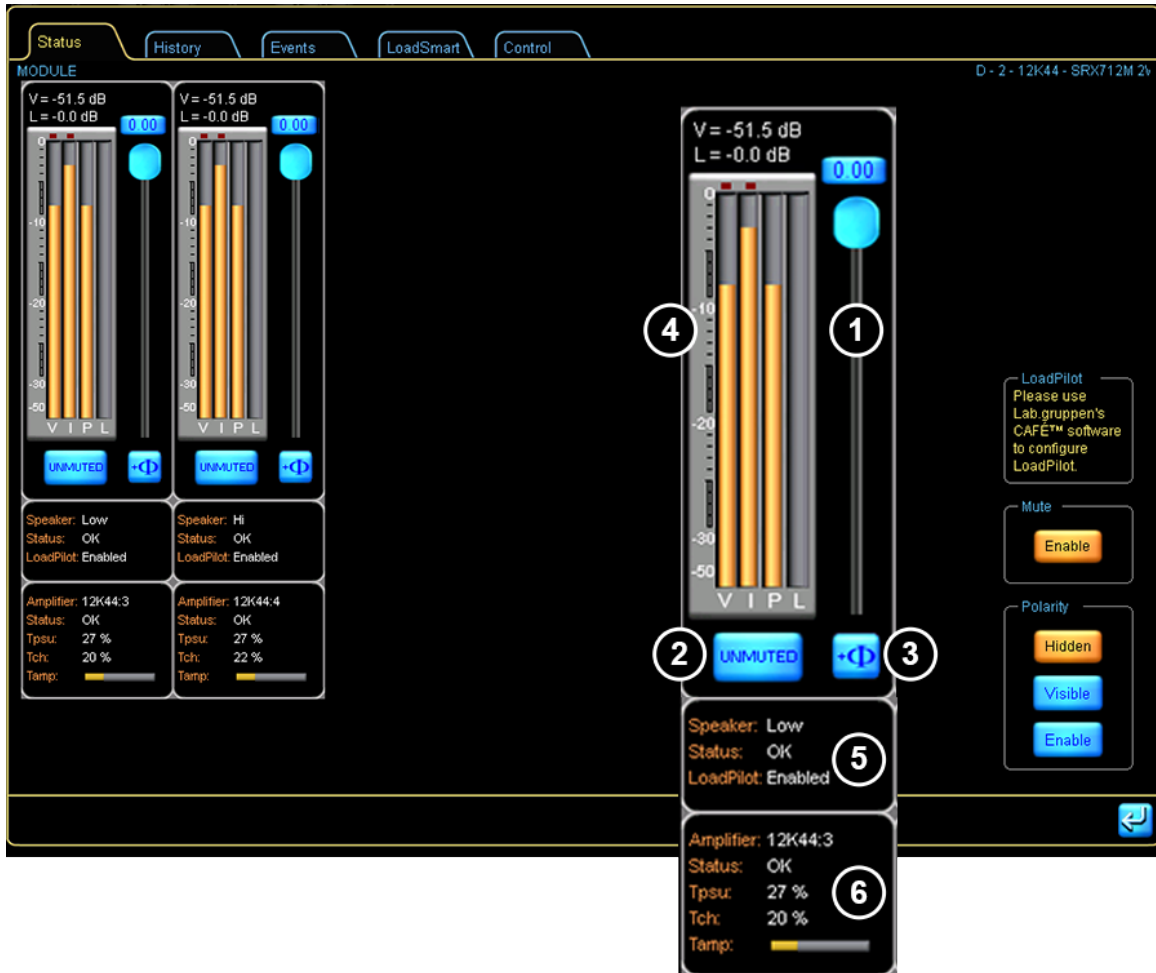 Status
History
Events
LoadSmart
Control
MODULE
D - 2 - 12K44 - SRX712M 2
V = -51.5 dB
L = -0.0 dB
0.00
0
-10
-20
-30
-50
V I P L
UNMUTED
+Φ
Speaker: Low
Status: OK
LoadPilot: Enabled
Amplifier: 12K44:3
Status: OK
Tpsu: 27 %
Tch: 20 %
Tamp:
V = -51.5 dB
L = -0.0 dB
0.00
0
-10
-20
-30
-50
V I P L
UNMUTED
+Φ
Speaker: Hi
Status: OK
LoadPilot: Enabled
Amplifier: 12K44:4
Status: OK
Tpsu: 27 %
Tch: 22 %
Tamp:
V = -51.5 dB
L = -0.0 dB
0.00
0
-10
-20
-30
-50
V I P L
4
1
2
UNMUTED
+Φ
3
Speaker: Low
Status: OK
LoadPilot: Enabled
5
Amplifier: 12K44:3
Status: OK
Tpsu: 27 %
Tch: 20 %
Tamp:
6
LoadPilot
Please use
Lab.gruppen's
CAFÉ™ software
to configure
LoadPilot.
Mute
Enable
Polarity
Hidden
Visible
Enable